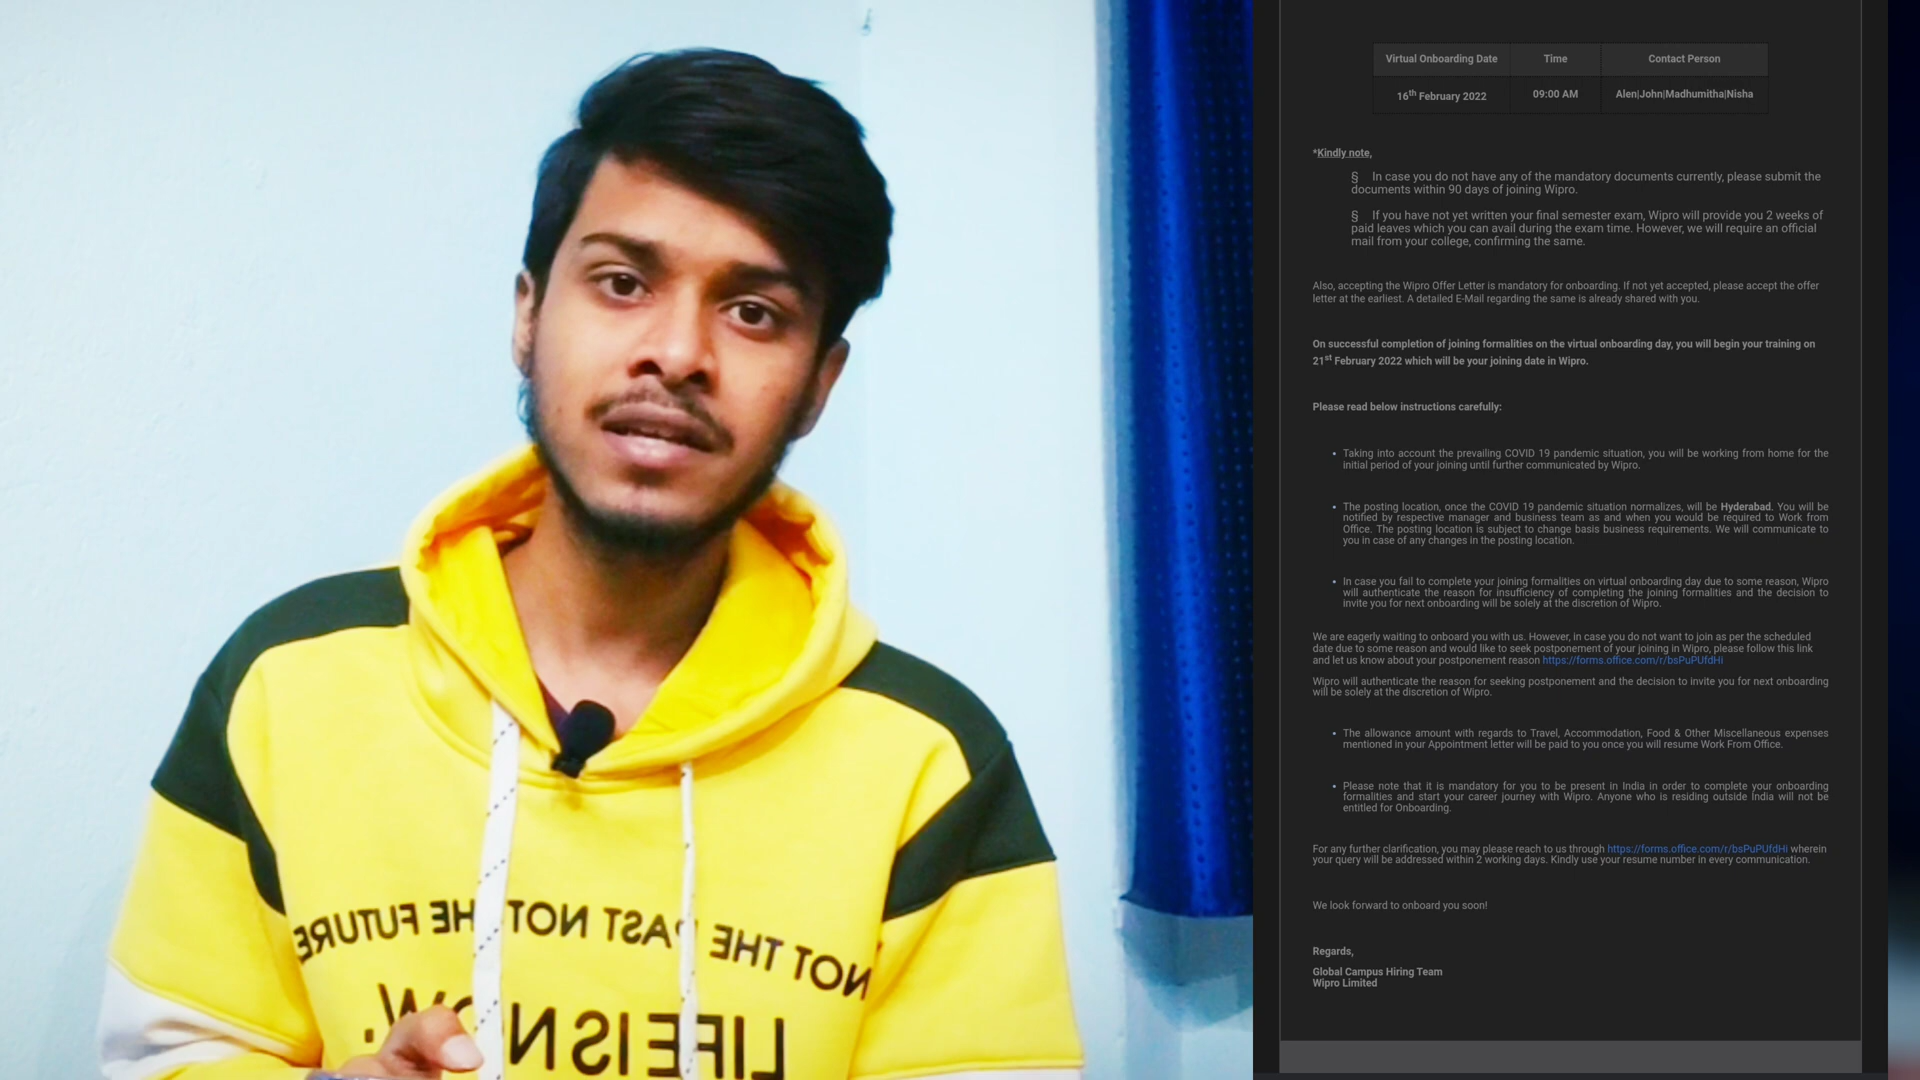 NOT THE PAST NOT THE FUTURE
LIFE IS NOW.
Virtual Onboarding Date Time Contact Person
16th February 2022 09:00 AM Alen|John|Madhumitha|Nisha
*Kindly note,
§ In case you do not have any of the mandatory documents currently, please submit the
documents within 90 days of joining Wipro.
§ If you have not yet written your final semester exam, Wipro will provide you 2 weeks of
paid leaves which you can avail during the exam time. However, we will require an official
mail from your college, confirming the same.
Also, accepting the Wipro Offer Letter is mandatory for onboarding. If not yet accepted, please accept the offer
letter at the earliest. A detailed E-Mail regarding the same is already shared with you.
On successful completion of joining formalities on the virtual onboarding day, you will begin your training on
21st February 2022 which will be your joining date in Wipro.
Please read below instructions carefully:
• Taking into account the prevailing COVID 19 pandemic situation, you will be working from home for the
initial period of your joining until further communicated by Wipro.
• The posting location, once the COVID 19 pandemic situation normalizes, will be Hyderabad. You will be
notified by respective manager and business team as and when you would be required to Work from
Office. The posting location is subject to change basis business requirements. We will communicate to
you in case of any changes in the posting location.
• In case you fail to complete your joining formalities on virtual onboarding day due to some reason, Wipro
will authenticate the reason for insufficiency of completing the joining formalities and the decision to
invite you for next onboarding will be solely at the discretion of Wipro.
We are eagerly waiting to onboard you with us. However, in case you do not want to join as per the scheduled
date due to some reason and would like to seek postponement of your joining in Wipro, please follow this link
and let us know about your postponement reason https://forms.office.com/r/bsPuPUfdHi
Wipro will authenticate the reason for seeking postponement and the decision to invite you for next onboarding
will be solely at the discretion of Wipro.
• The allowance amount with regards to Travel, Accommodation, Food & Other Miscellaneous expenses
mentioned in your Appointment letter will be paid to you once you will resume Work From Office.
• Please note that it is mandatory for you to be present in India in order to complete your onboarding
formalities and start your career journey with Wipro. Anyone who is residing outside India will not be
entitled for Onboarding.
For any further clarification, you may please reach to us through https://forms.office.com/r/bsPuPUfdHi wherein
your query will be addressed within 2 working days. Kindly use your resume number in every communication.
We look forward to onboard you soon!
Regards,
Global Campus Hiring Team
Wipro Limited